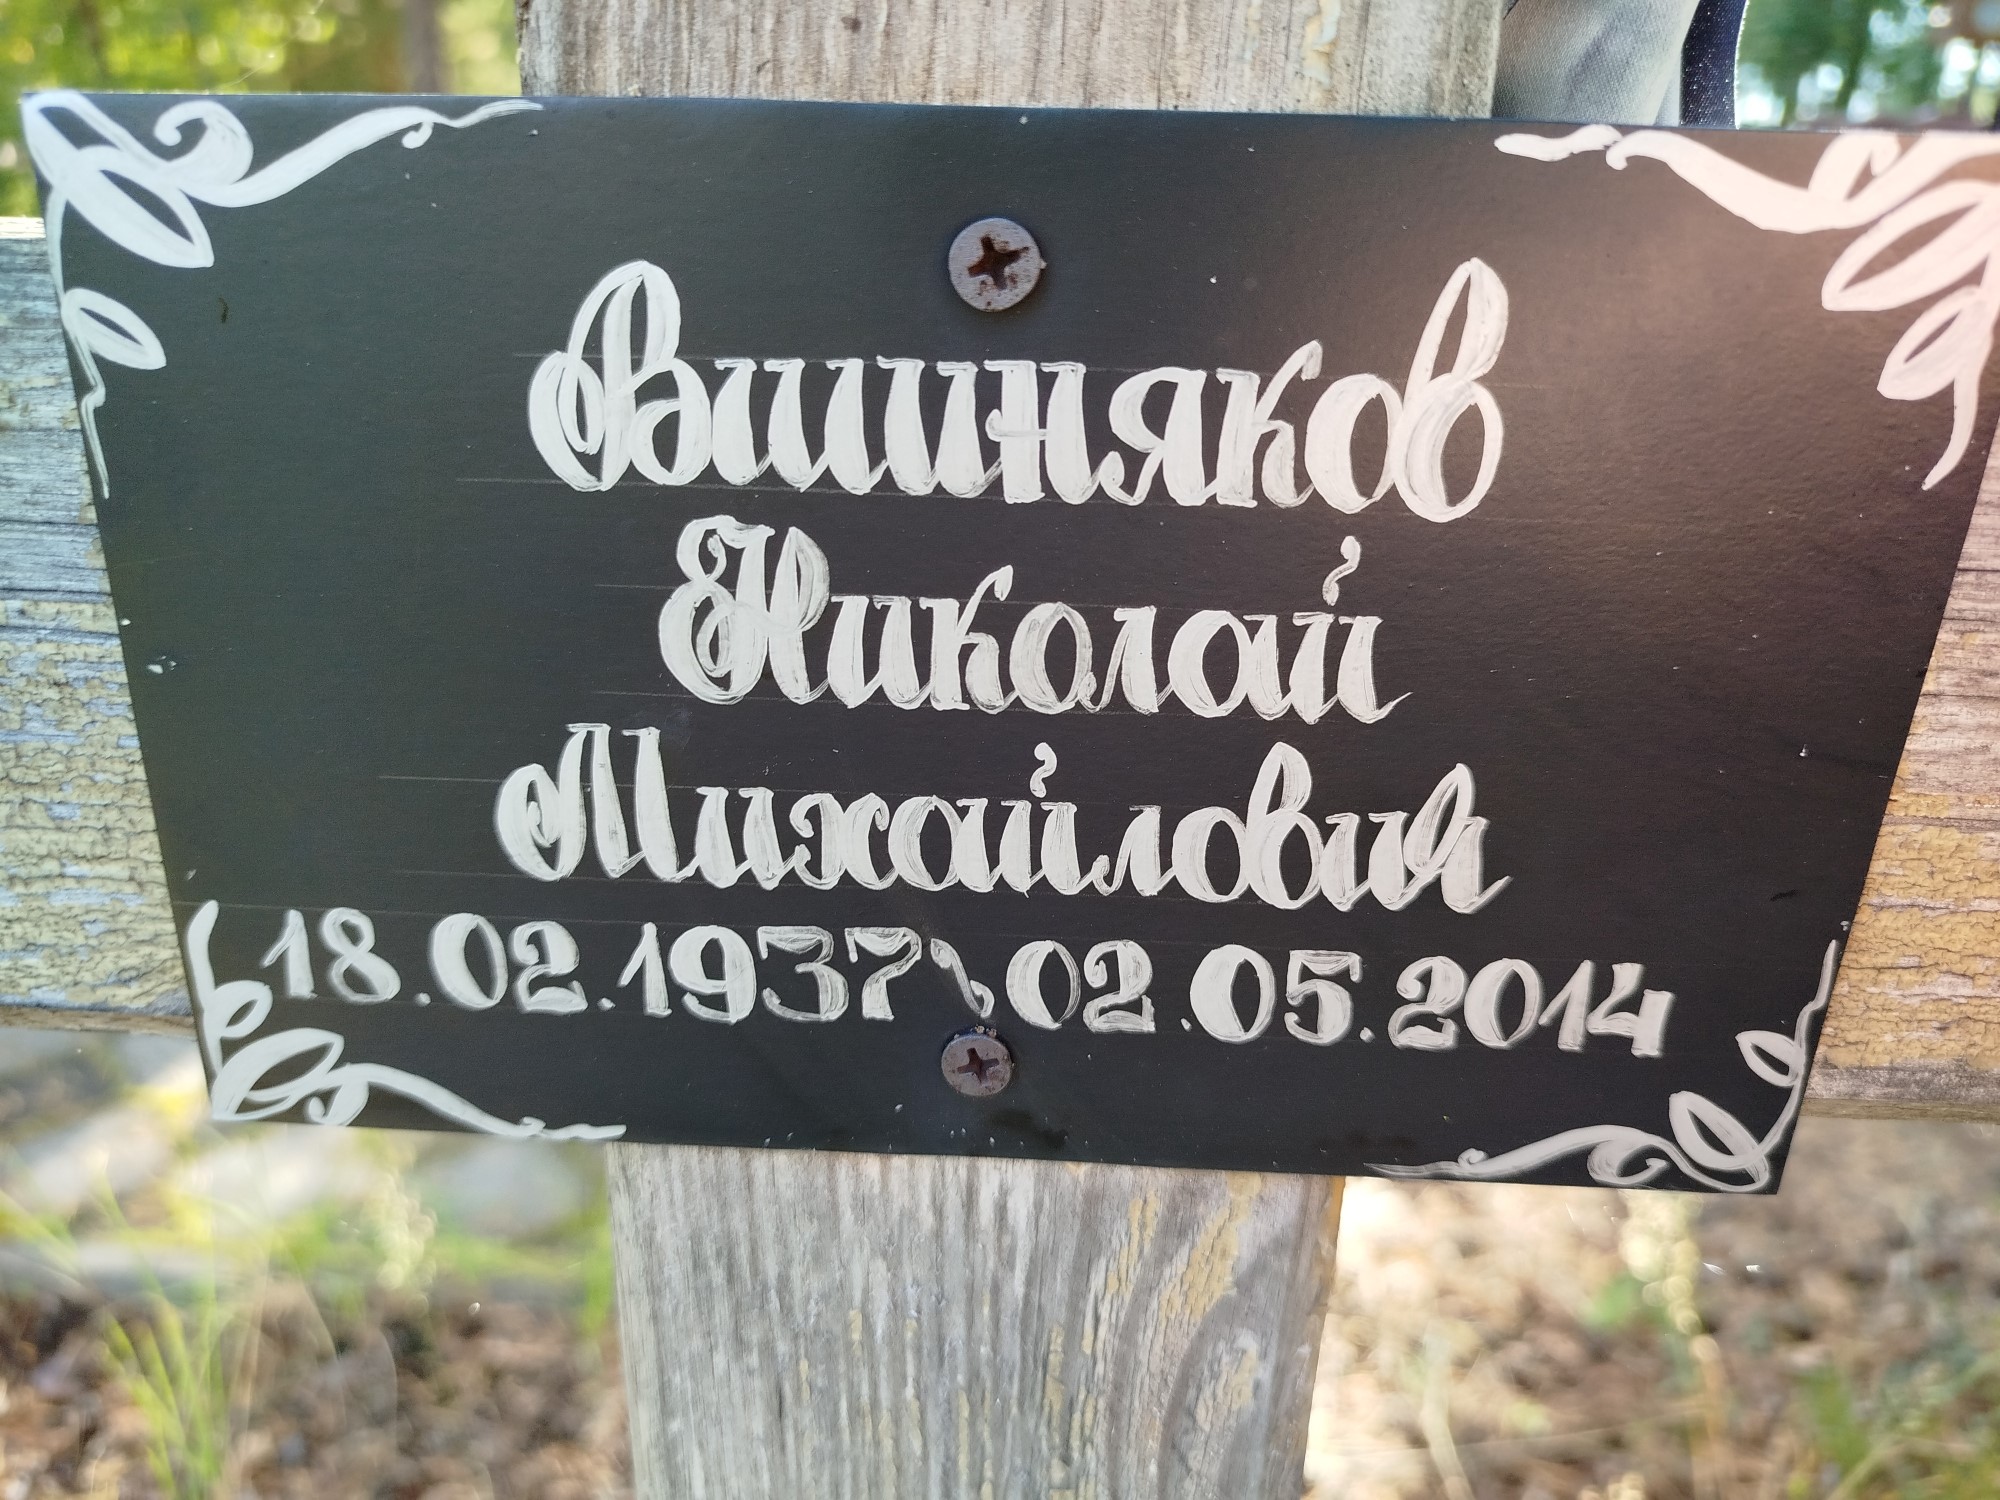 Вишняков
Николай
Михайлович
18.02.1937\02.05.2014